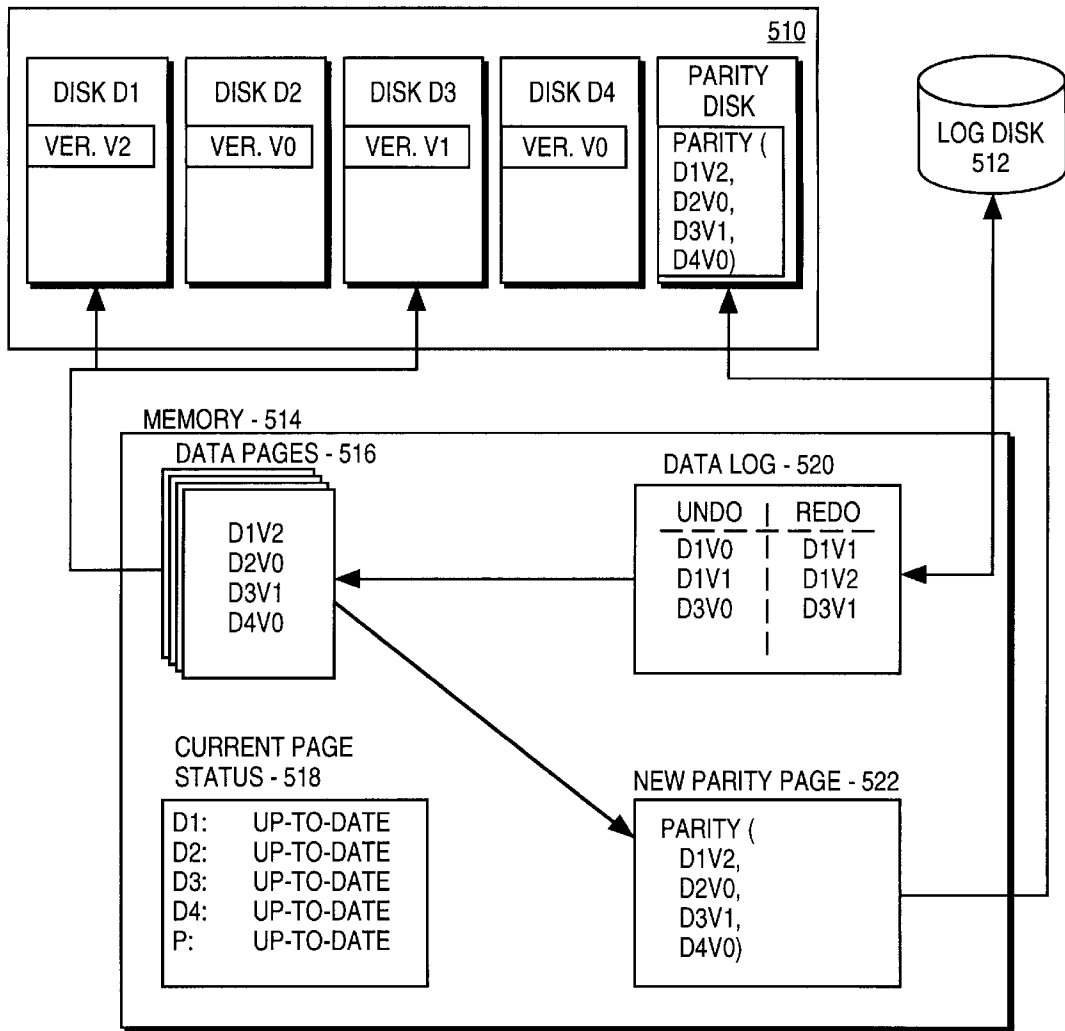 510
DISK D1
VER. V2
DISK D2
VER. V0
DISK D3
VER. V1
DISK D4
VER. V0
PARITY
DISK
PARITY (
D1V2,
D2V0,
D3V1,
D4V0)
LOG DISK
512
MEMORY - 514
DATA PAGES - 516
D1V2
D2V0
D3V1
D4V0
DATA LOG - 520
UNDO | REDO
D1V0 D1V1
D1V1 D1V2
D3V0 D3V1
CURRENT PAGE
STATUS - 518
D1: UP-TO-DATE
D2: UP-TO-DATE
D3: UP-TO-DATE
D4: UP-TO-DATE
P: UP-TO-DATE
NEW PARITY PAGE - 522
PARITY (
D1V2,
D2V0,
D3V1,
D4V0)